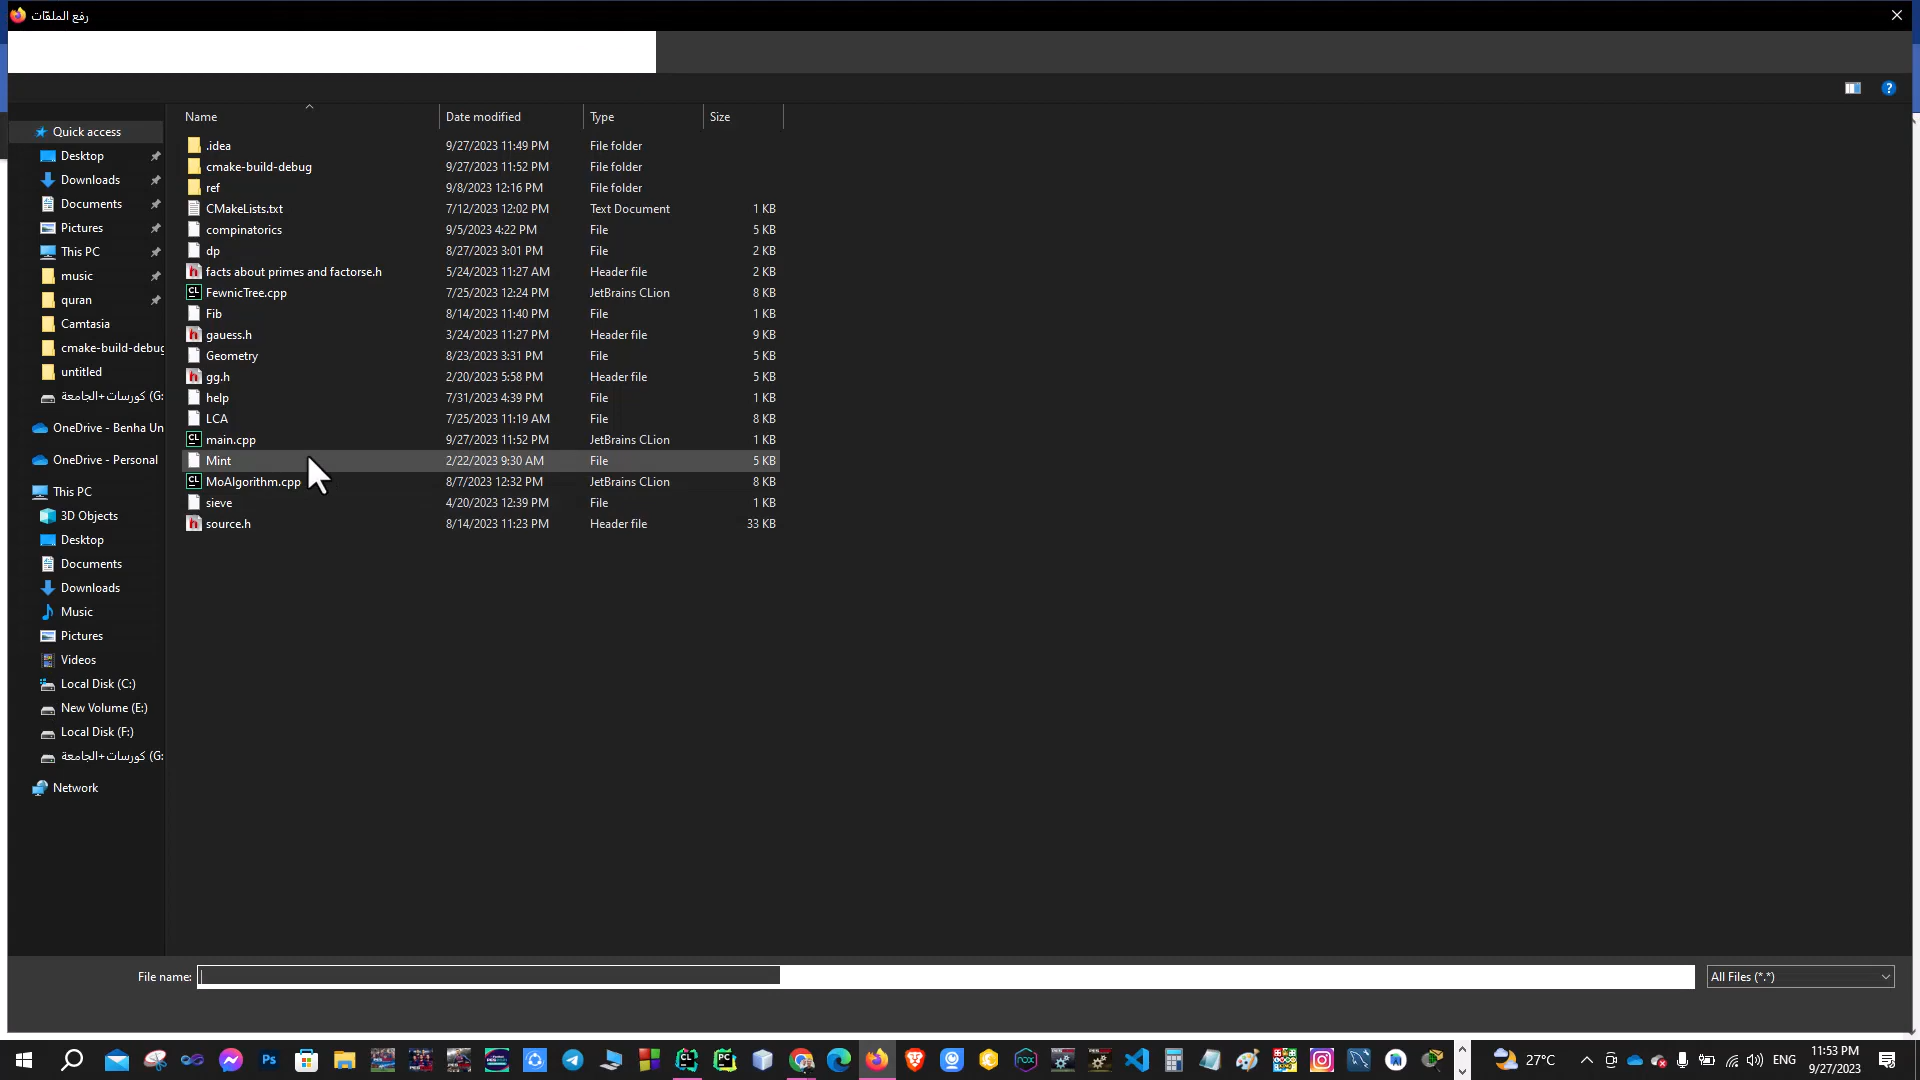 رفع الملفّات
Name
Date modified
Type
Size
Quick access
Desktop
Downloads
Documents
Pictures
This PC
music
quran
Camtasia
cmake-build-debug
untitled
كورسات+الجامعة (G:
OneDrive - Benha Un
OneDrive - Personal
This PC
3D Objects
Desktop
Documents
Downloads
Music
Pictures
Videos
Local Disk (C:)
New Volume (E:)
Local Disk (F:)
كورسات+الجامعة (G:
Network
.idea 9/27/2023 11:49 PM File folder
cmake-build-debug 9/27/2023 11:52 PM File folder
ref 9/8/2023 12:16 PM File folder
CMakeLists.txt 7/12/2023 12:02 PM Text Document 1 KB
compinatorics 9/5/2023 4:22 PM File 5 KB
dp 8/27/2023 3:01 PM File 2 KB
facts about primes and factorse.h 5/24/2023 11:27 AM Header file 2 KB
FewnicTree.cpp 7/25/2023 12:24 PM JetBrains CLion 8 KB
Fib 8/14/2023 11:40 PM File 1 KB
gauess.h 3/24/2023 11:27 PM Header file 9 KB
Geometry 8/23/2023 3:31 PM File 5 KB
gg.h 2/20/2023 5:58 PM Header file 5 KB
help 7/31/2023 4:39 PM File 1 KB
LCA 7/25/2023 11:19 AM File 8 KB
main.cpp 9/27/2023 11:52 PM JetBrains CLion 1 KB
Mint 2/22/2023 9:30 AM File 5 KB
MoAlgorithm.cpp 8/7/2023 12:32 PM JetBrains CLion 8 KB
sieve 4/20/2023 12:39 PM File 1 KB
source.h 8/14/2023 11:23 PM Header file 33 KB
File name:
All Files (*.*)
27°C
ENG
11:53 PM
9/27/2023